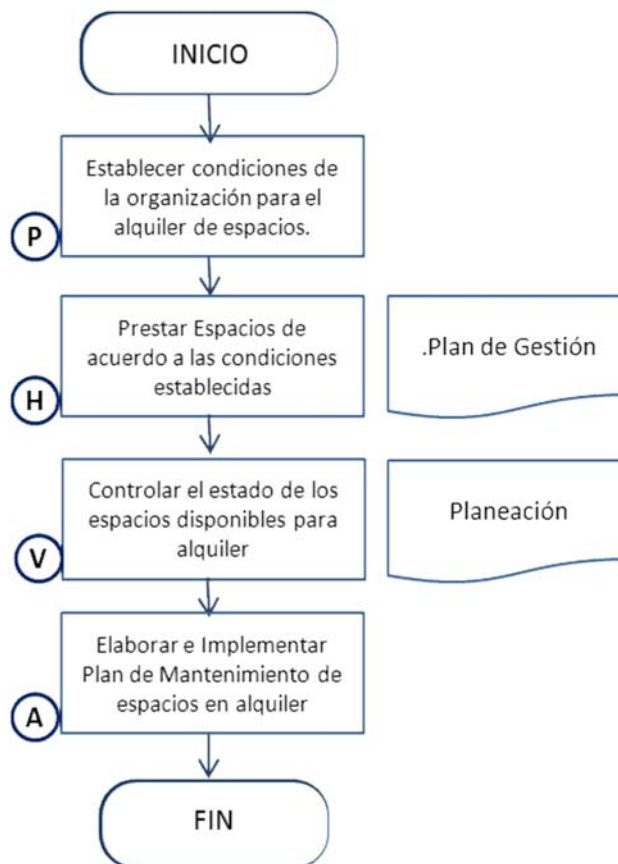 INICIO
Establecer condiciones de
la organización para el
alquiler de espacios.
P
Prestar Espacios de
acuerdo a las condiciones
establecidas
H
.Plan de Gestión
Controlar el estado de los
espacios disponibles para
alquiler
V
Planeación
Elaborar e Implementar
Plan de Mantenimiento de
espacios en alquiler
A
FIN